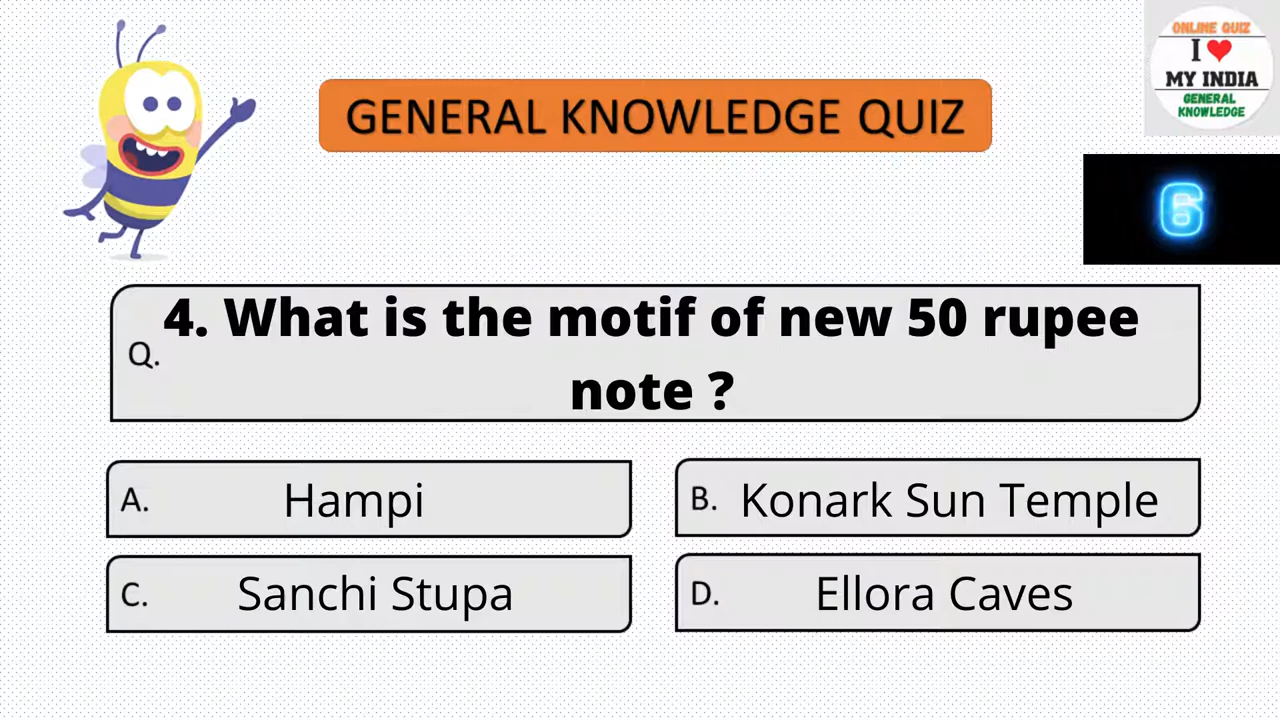 ONLINE QUIZ
I ❤
MY INDIA
GENERAL
KNOWLEDGE
GENERAL KNOWLEDGE QUIZ
6
Q. 4. What is the motif of new 50 rupee
note ?
A. Hampi
B. Konark Sun Temple
C. Sanchi Stupa
D. Ellora Caves